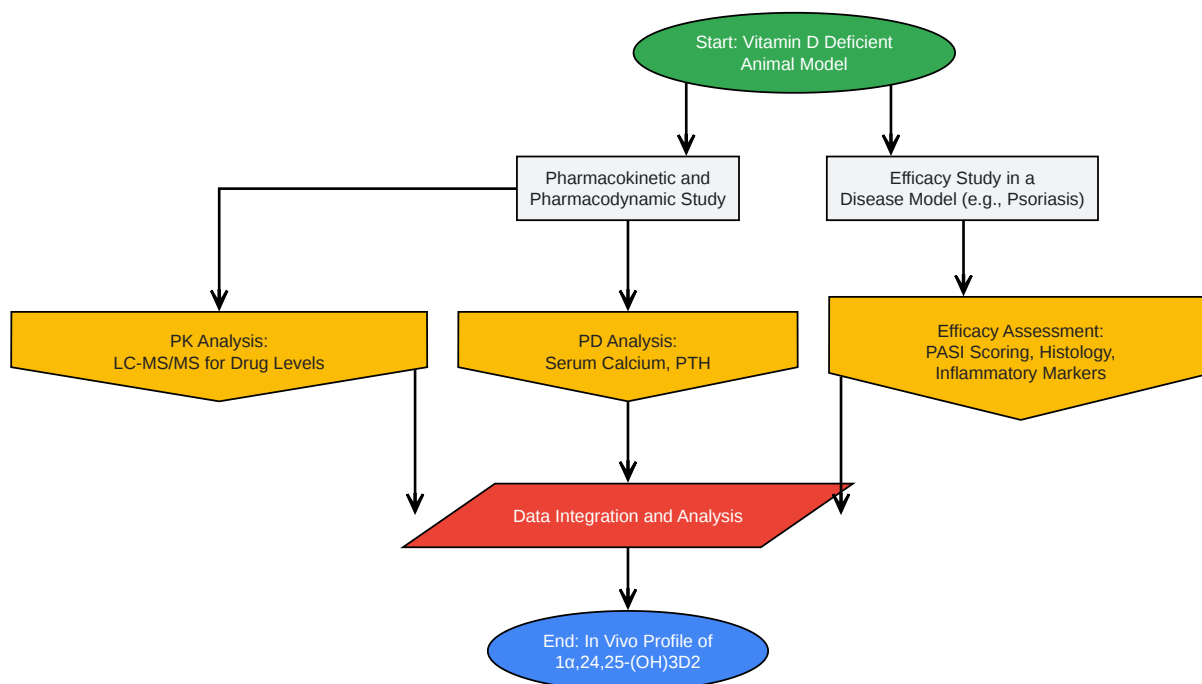 Start: Vitamin D Deficient
Animal Model
Pharmacokinetic and
Pharmacodynamic Study
Efficacy Study in a
Disease Model (e.g., Psoriasis)
PK Analysis:
LC-MS/MS for Drug Levels
PD Analysis:
Serum Calcium, PTH
Efficacy Assessment:
PASI Scoring, Histology,
Inflammatory Markers
Data Integration and Analysis
End: In Vivo Profile of
1α,24,25-(OH)3D2